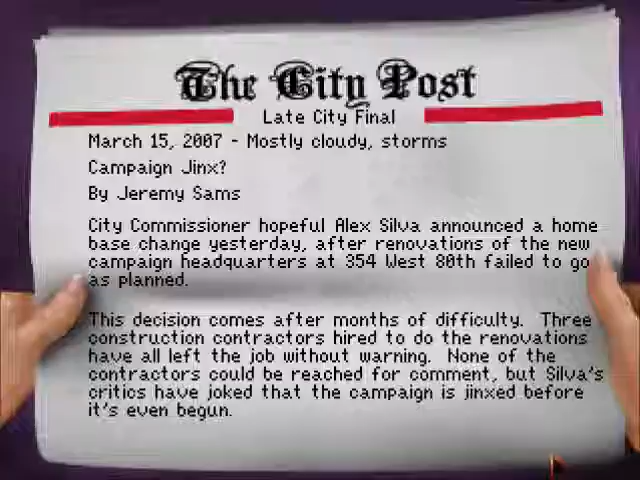 The City Post
Late City Final
March 15, 2007 - Mostly cloudy, storms
Campaign Jinx?
By Jeremy Sams
City Commissioner hopeful Alex Silva announced a home
base change yesterday, after renovations of the new
campaign headquarters at 354 West 80th failed to go
as planned.
This decision comes after months of difficulty. Three
construction contractors hired to do the renovations
have all left the job without warning. None of the
contractors could be reached for comment, but Silva's
critics have joked that the campaign is jinxed before
it's even begun.